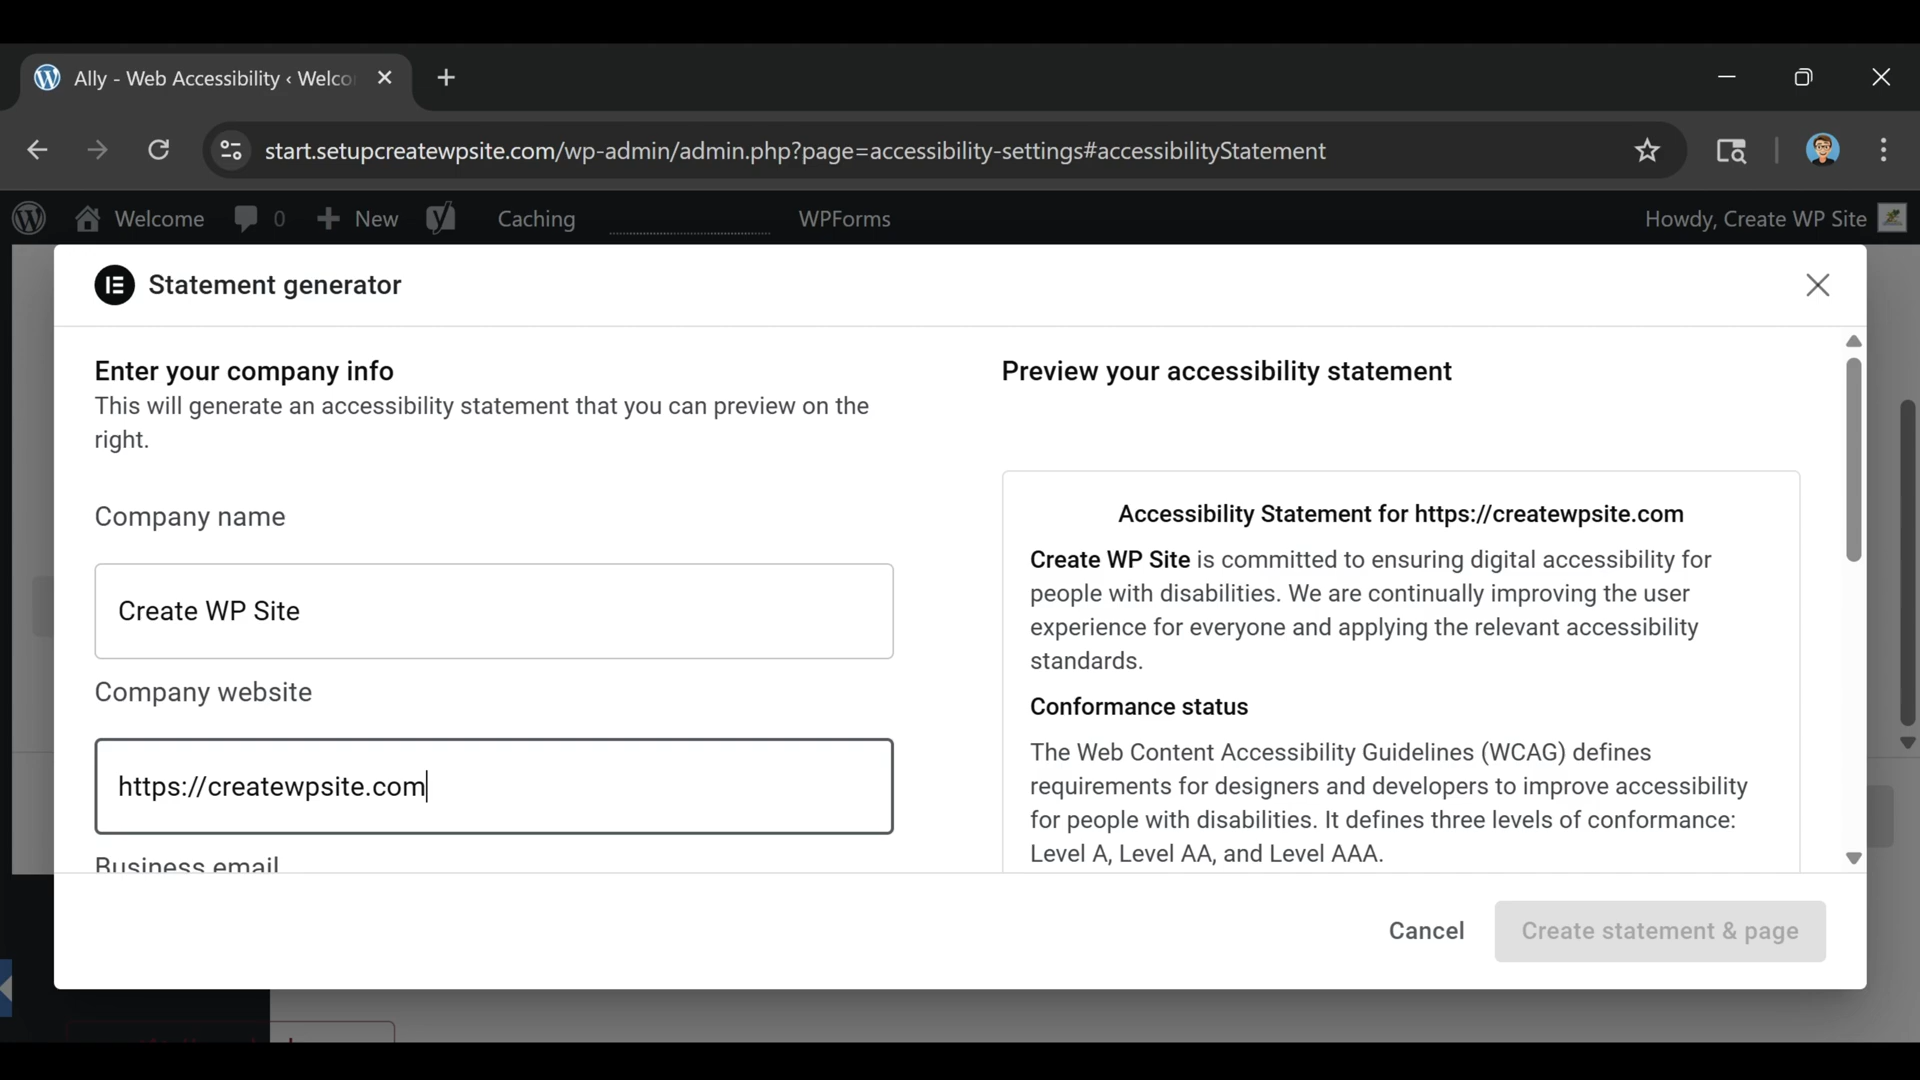 Ally - Web Accessibility ‹ Welco
start.setupcreatewpsite.com/wp-admin/admin.php?page=accessibility-settings#accessibilityStatement
Welcome 0 New Caching WPForms Howdy, Create WP Site
Statement generator
Enter your company info
This will generate an accessibility statement that you can preview on the
right.
Company name
Create WP Site
Company website
https://createwpsite.com
Business email
Preview your accessibility statement
Accessibility Statement for https://createwpsite.com
Create WP Site is committed to ensuring digital accessibility for
people with disabilities. We are continually improving the user
experience for everyone and applying the relevant accessibility
standards.
Conformance status
The Web Content Accessibility Guidelines (WCAG) defines
requirements for designers and developers to improve accessibility
for people with disabilities. It defines three levels of conformance:
Level A, Level AA, and Level AAA.
Cancel Create statement & page